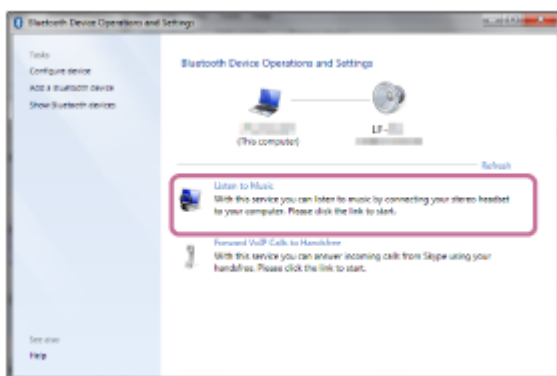 Bluetooth Device Operations and Settings
Tasks
Configure device
Add a Bluetooth device
Show Bluetooth devices
Bluetooth Device Operations and Settings
(This computer)
LF-
Refresh
Listen to Music
With this service you can listen to music by connecting your stereo headset
to your computer. Please click the link to start.
Forward VoIP Calls to Handsfree
With this service you can answer incoming calls from Skype using your
handsfree. Please click the link to start.
See also
Help